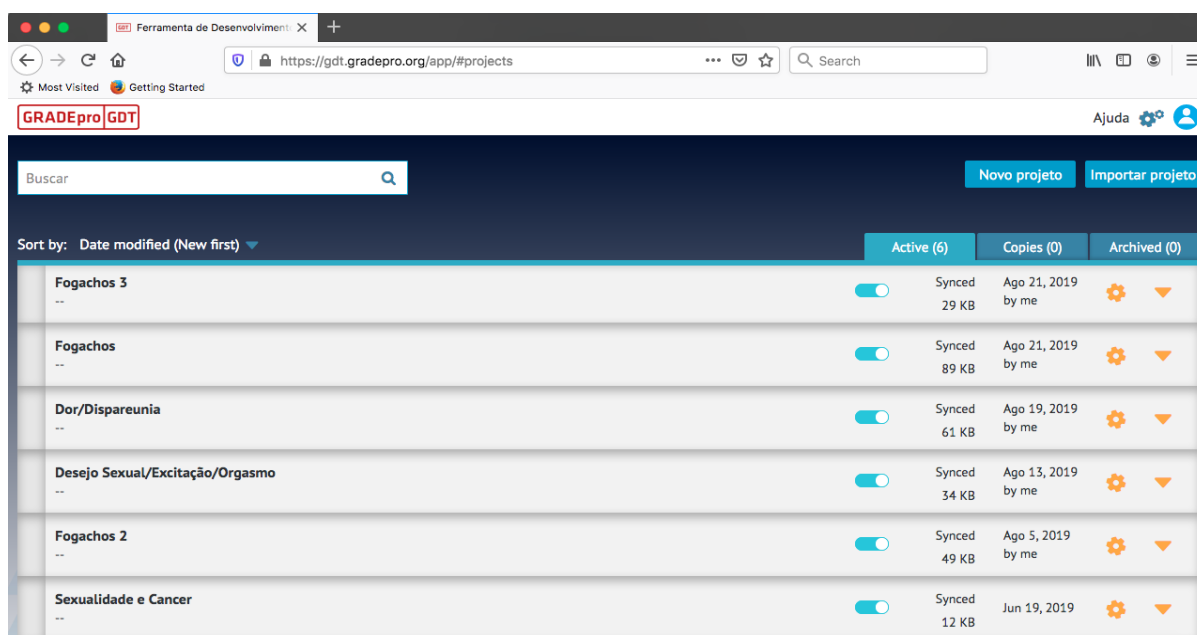 GDT Ferramenta de Desenvolviment
https://gdt.gradepro.org/app/#projects
Search
Most Visited Getting Started
GRADEpro GDT
Ajuda
Buscar
Novo projeto Importar projeto
Sort by: Date modified (New first)
Active (6) Copies (0) Archived (0)
Fogachos 3 Synced Ago 21, 2019
-- 29 KB by me
Fogachos Synced Ago 21, 2019
-- 89 KB by me
Dor/Dispareunia Synced Ago 19, 2019
-- 61 KB by me
Desejo Sexual/Excitação/Orgasmo Synced Ago 13, 2019
-- 34 KB by me
Fogachos 2 Synced Ago 5, 2019
-- 49 KB by me
Sexualidade e Cancer Synced Jun 19, 2019
-- 12 KB